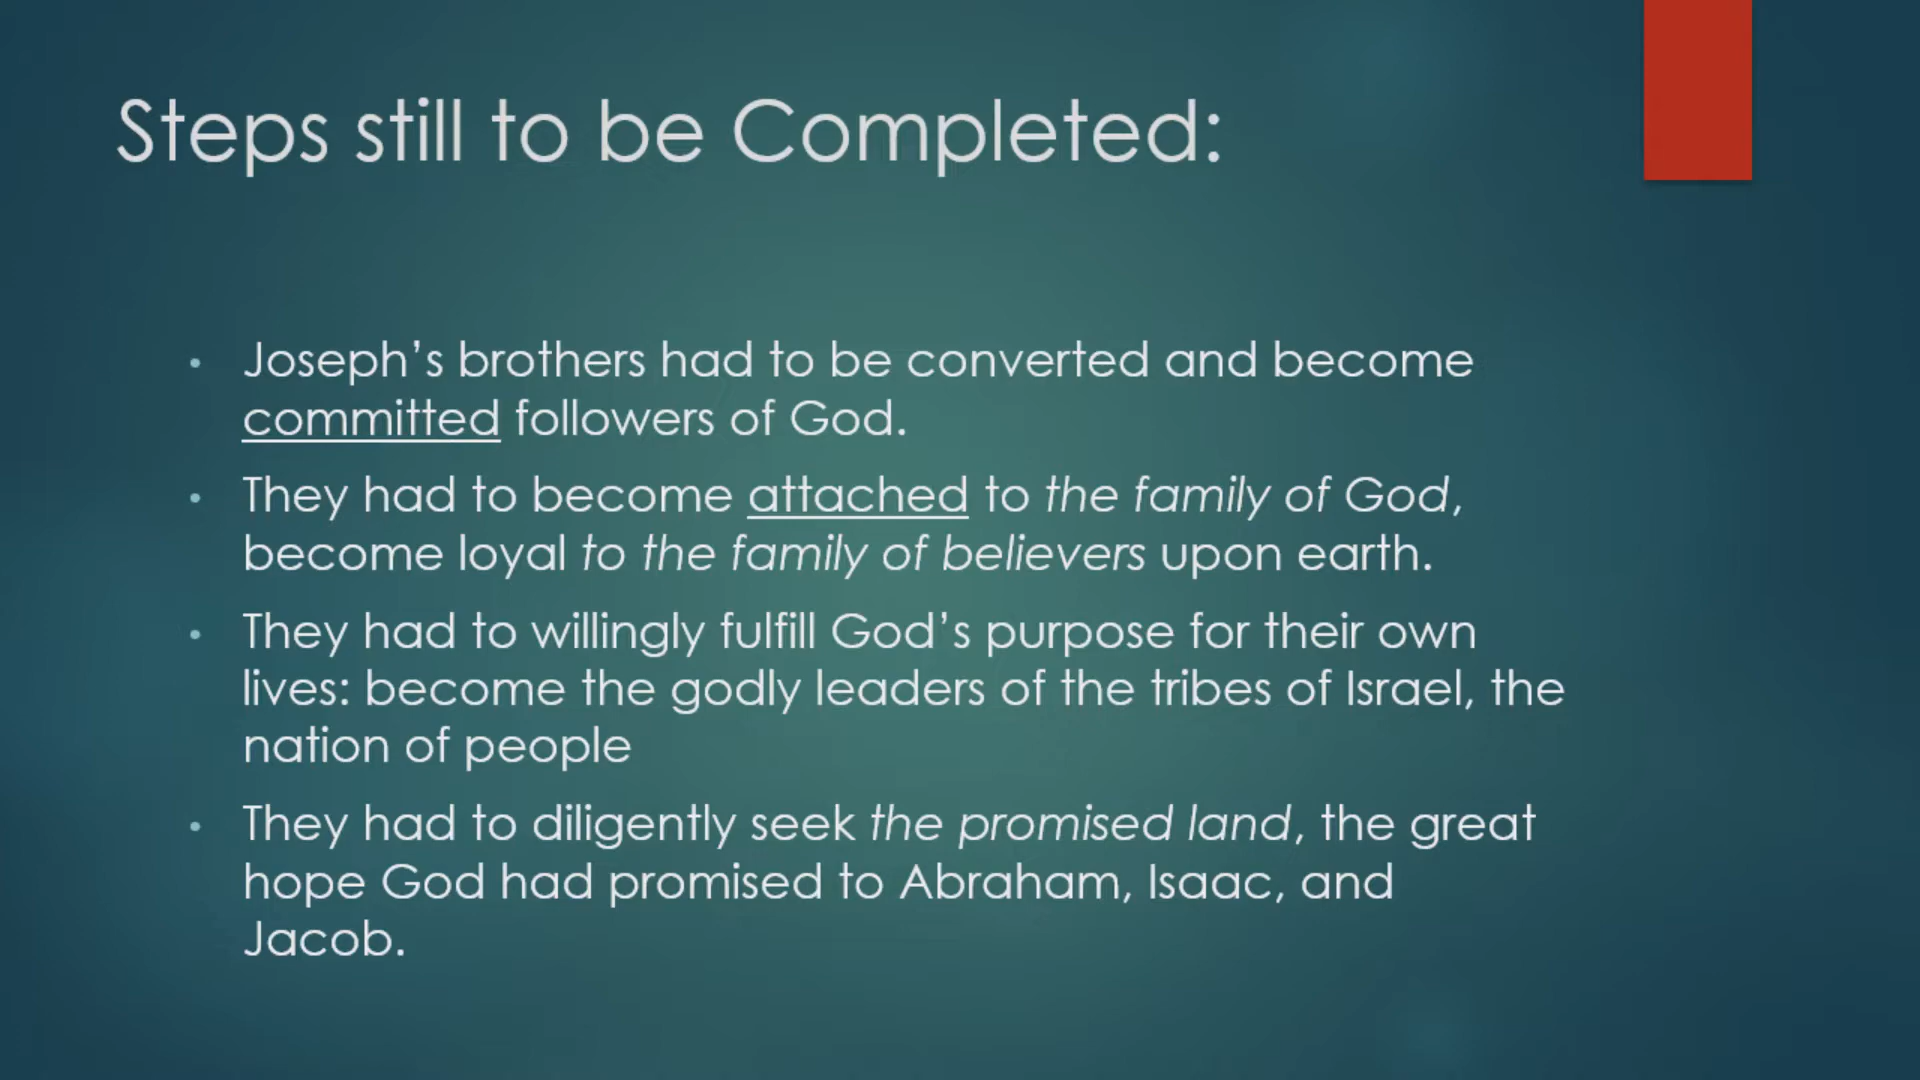 Steps still to be Completed:
• Joseph’s brothers had to be converted and become
committed followers of God.
• They had to become attached to the family of God,
become loyal to the family of believers upon earth.
• They had to willingly fulfill God’s purpose for their own
lives: become the godly leaders of the tribes of Israel, the
nation of people
• They had to diligently seek the promised land, the great
hope God had promised to Abraham, Isaac, and
Jacob.